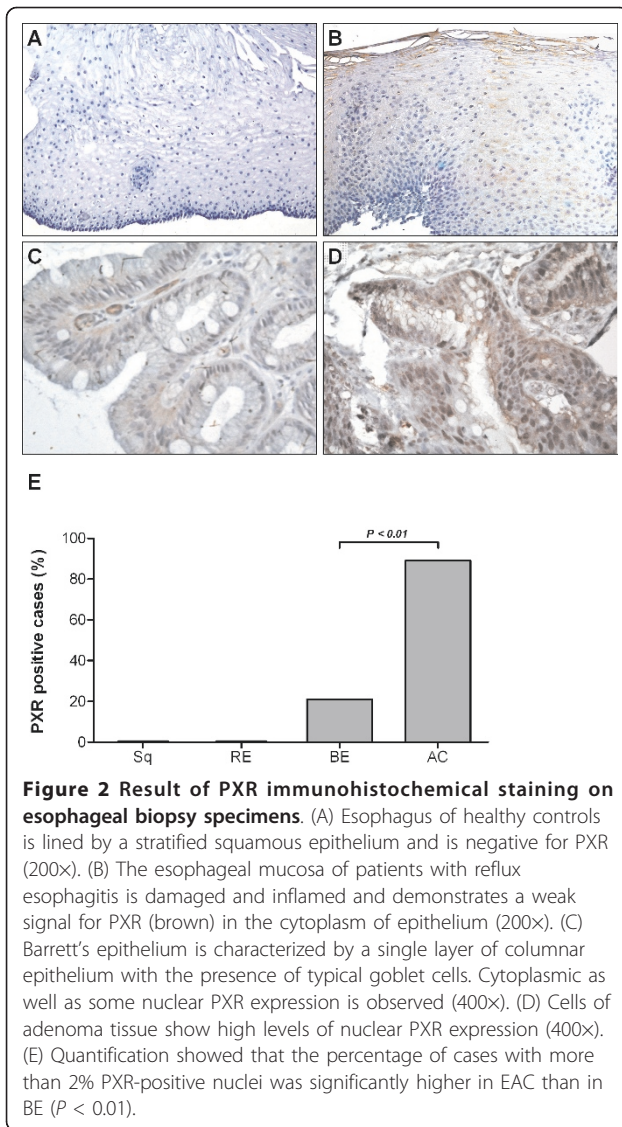 A
B
C
D
E
P < 0.01
100
80
60
40
20
0
PXR positive cases (%)
Sq RE BE AC
Figure 2 Result of PXR immunohistochemical staining on
esophageal biopsy specimens. (A) Esophagus of healthy controls
is lined by a stratified squamous epithelium and is negative for PXR
(200×). (B) The esophageal mucosa of patients with reflux
esophagitis is damaged and inflamed and demonstrates a weak
signal for PXR (brown) in the cytoplasm of epithelium (200×). (C)
Barrett's epithelium is characterized by a single layer of columnar
epithelium with the presence of typical goblet cells. Cytoplasmic as
well as some nuclear PXR expression is observed (400×). (D) Cells of
adenoma tissue show high levels of nuclear PXR expression (400×).
(E) Quantification showed that the percentage of cases with more
than 2% PXR-positive nuclei was significantly higher in EAC than in
BE (P < 0.01).